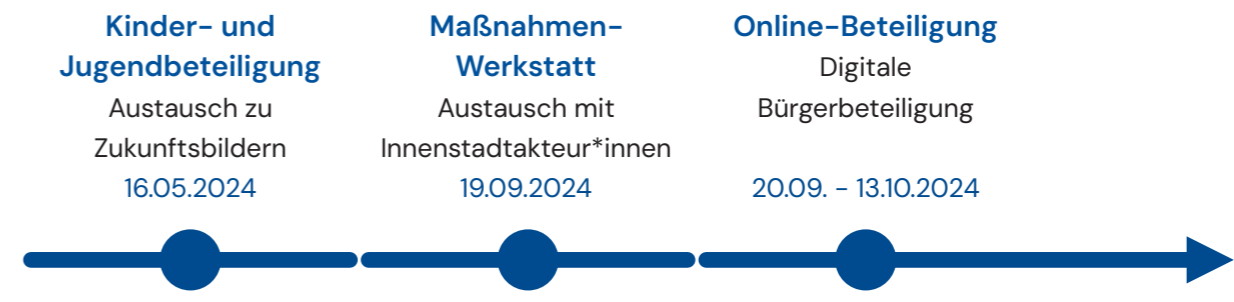 Kinder- und
Jugendbeteiligung
Austausch zu
Zukunftsbildern
16.05.2024
Maßnahmen-
Werkstatt
Austausch mit
Innenstadtakteur*innen
19.09.2024
Online-Beteiligung
Digitale
Bürgerbeteiligung
20.09. - 13.10.2024